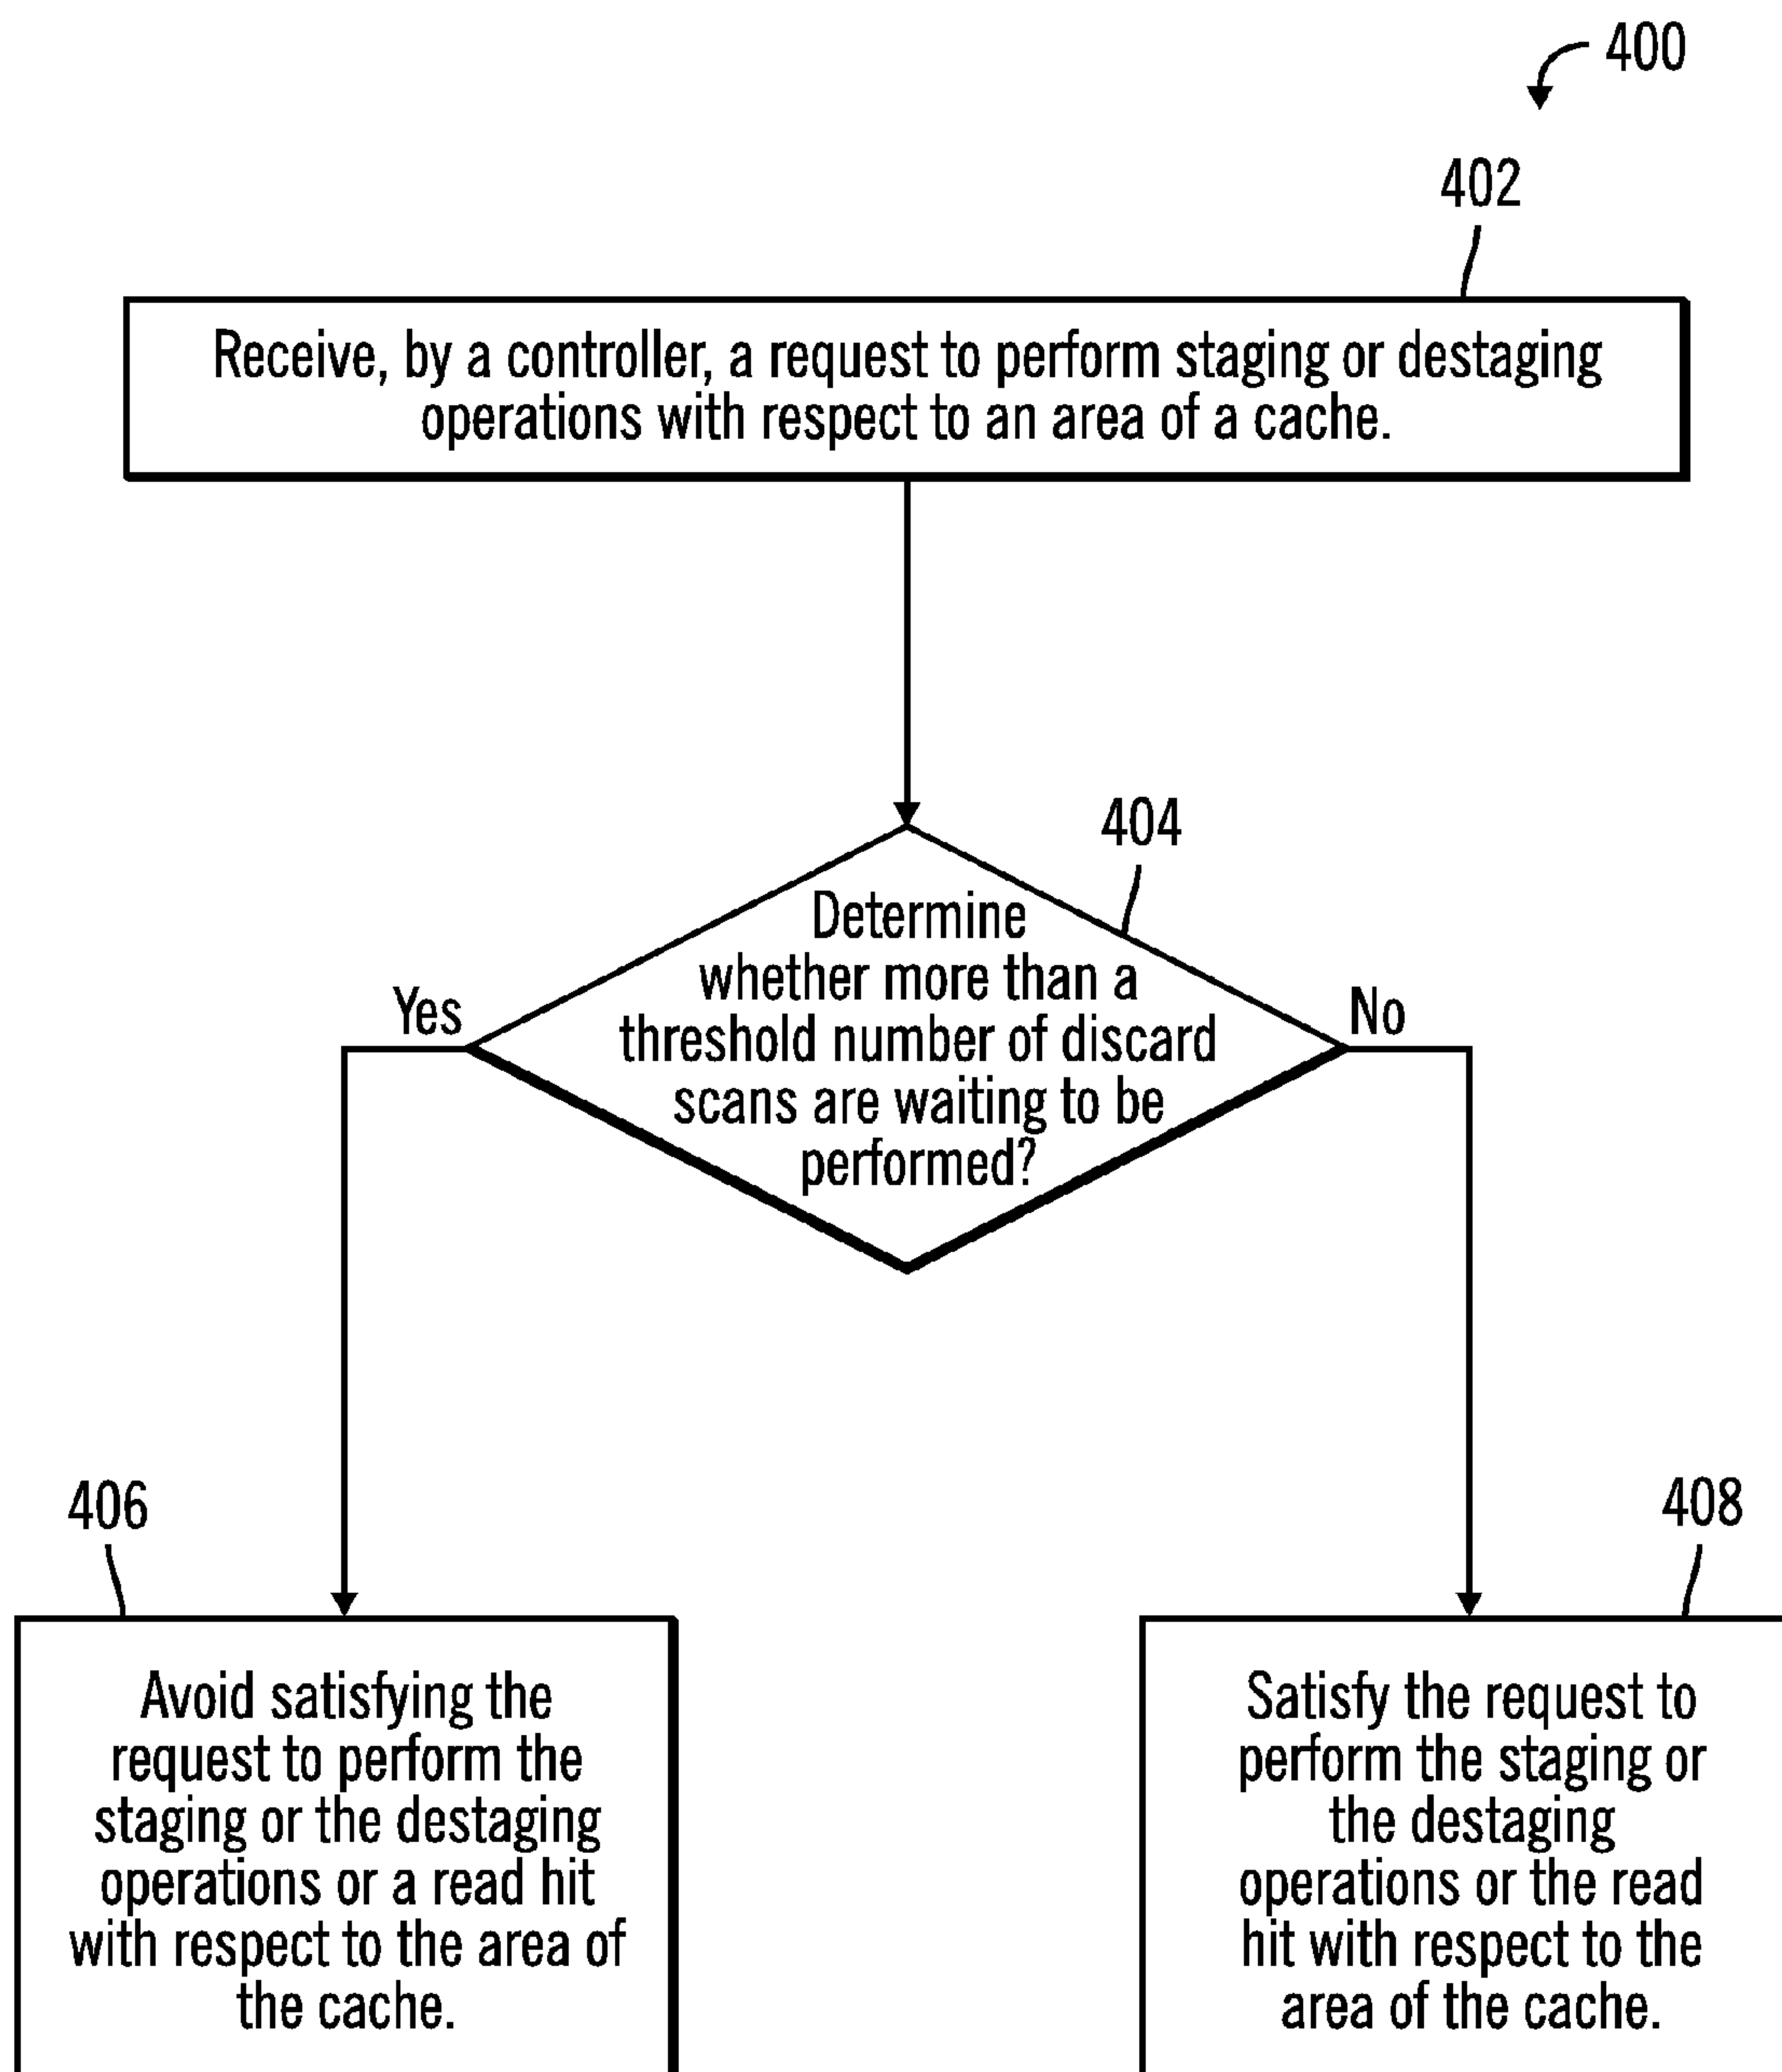 400
402
Receive, by a controller, a request to perform staging or destaging
operations with respect to an area of a cache.
404
Determine
whether more than a
threshold number of discard
scans are waiting to be
performed?
Yes
No
406
Avoid satisfying the
request to perform the
staging or the destaging
operations or a read hit
with respect to the area of
the cache.
408
Satisfy the request to
perform the staging or
the destaging
operations or the read
hit with respect to the
area of the cache.